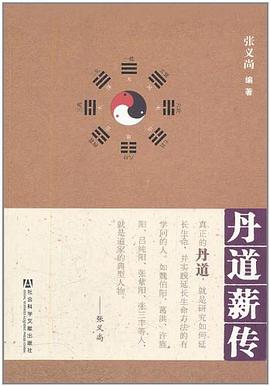 张义尚 编著
丹道薪传
真正的丹道，就是研究如何延
长生命，并实践延长生命方法的有
学问的人。如魏伯阳、葛洪、许旌
阳、吕纯阳、张紫阳、张三丰等人，
就是道家的典型人物。
——张义尚
社会科学文献出版社